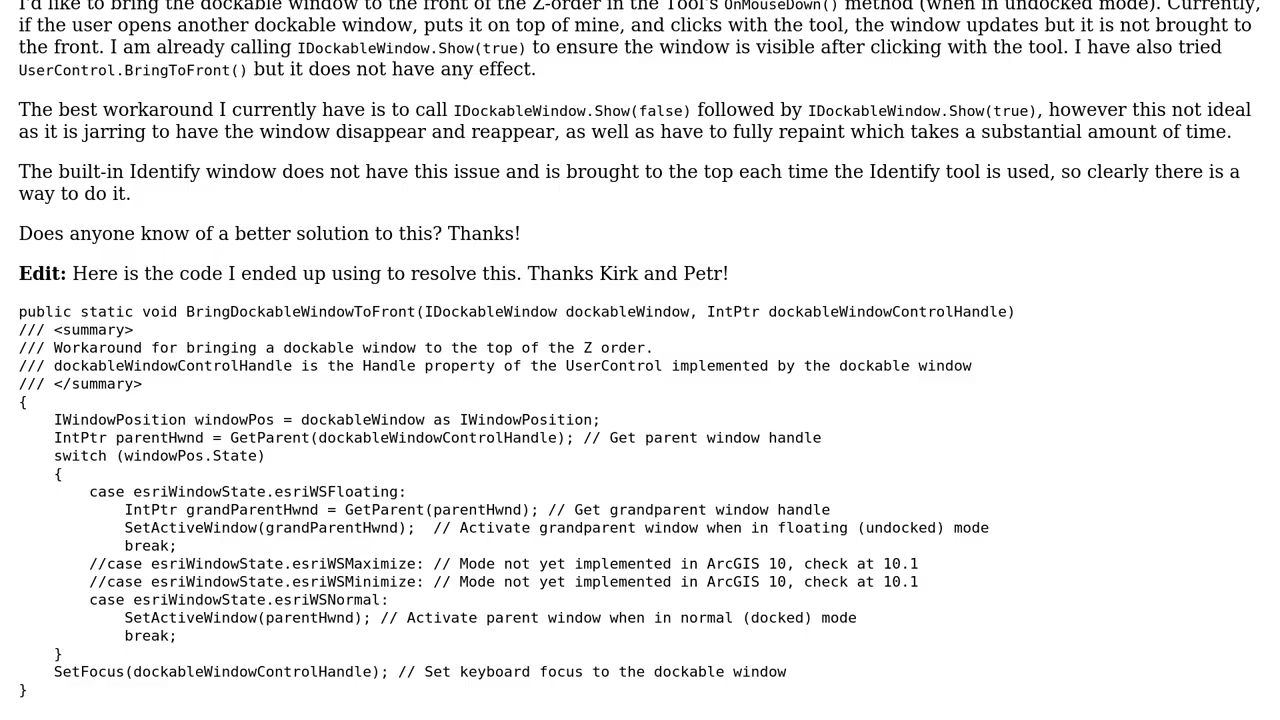 I'd like to bring the dockable window to the front of the Z-order in the Tool's OnMouseDown() method (when in undocked mode). Currently,
if the user opens another dockable window, puts it on top of mine, and clicks with the tool, the window updates but it is not brought to
the front. I am already calling IDockableWindow.Show(true) to ensure the window is visible after clicking with the tool. I have also tried
UserControl.BringToFront() but it does not have any effect.
The best workaround I currently have is to call IDockableWindow.Show(false) followed by IDockableWindow.Show(true), however this not ideal
as it is jarring to have the window disappear and reappear, as well as have to fully repaint which takes a substantial amount of time.
The built-in Identify window does not have this issue and is brought to the top each time the Identify tool is used, so clearly there is a
way to do it.
Does anyone know of a better solution to this? Thanks!
Edit: Here is the code I ended up using to resolve this. Thanks Kirk and Petr!
public static void BringDockableWindowToFront(IDockableWindow dockableWindow, IntPtr dockableWindowControlHandle)
/// <summary>
/// Workaround for bringing a dockable window to the top of the Z order.
/// dockableWindowControlHandle is the Handle property of the UserControl implemented by the dockable window
/// </summary>
{
    IWindowPosition windowPos = dockableWindow as IWindowPosition;
    IntPtr parentHwnd = GetParent(dockableWindowControlHandle); // Get parent window handle
    switch (windowPos.State)
    {
        case esriWindowState.esriWSFloating:
            IntPtr grandParentHwnd = GetParent(parentHwnd); // Get grandparent window handle
            SetActiveWindow(grandParentHwnd);  // Activate grandparent window when in floating (undocked) mode
            break;
        //case esriWindowState.esriWSMaximize: // Mode not yet implemented in ArcGIS 10, check at 10.1
        //case esriWindowState.esriWSMinimize: // Mode not yet implemented in ArcGIS 10, check at 10.1
        case esriWindowState.esriWSNormal:
            SetActiveWindow(parentHwnd); // Activate parent window when in normal (docked) mode
            break;
    }
    SetFocus(dockableWindowControlHandle); // Set keyboard focus to the dockable window
}